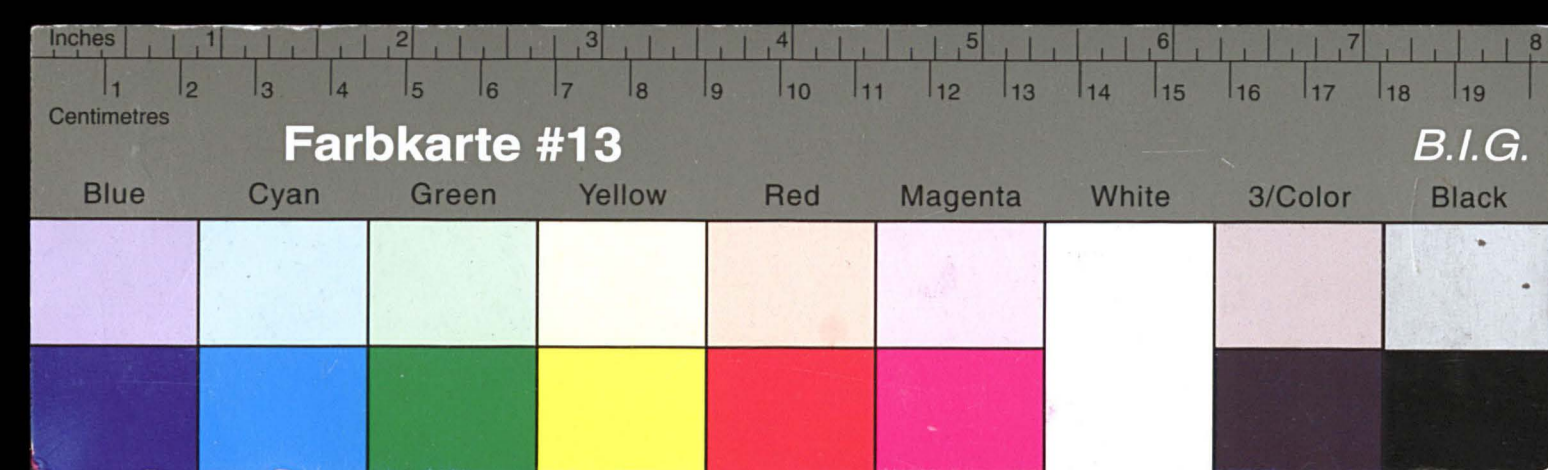 Inches 1 2 3 4 5 6 7 8
1 2 3 4 5 6 7 8 9 10 11 12 13 14 15 16 17 18 19
Centimetres
Farbkarte #13 B.I.G.
Blue Cyan Green Yellow Red Magenta White 3/Color Black